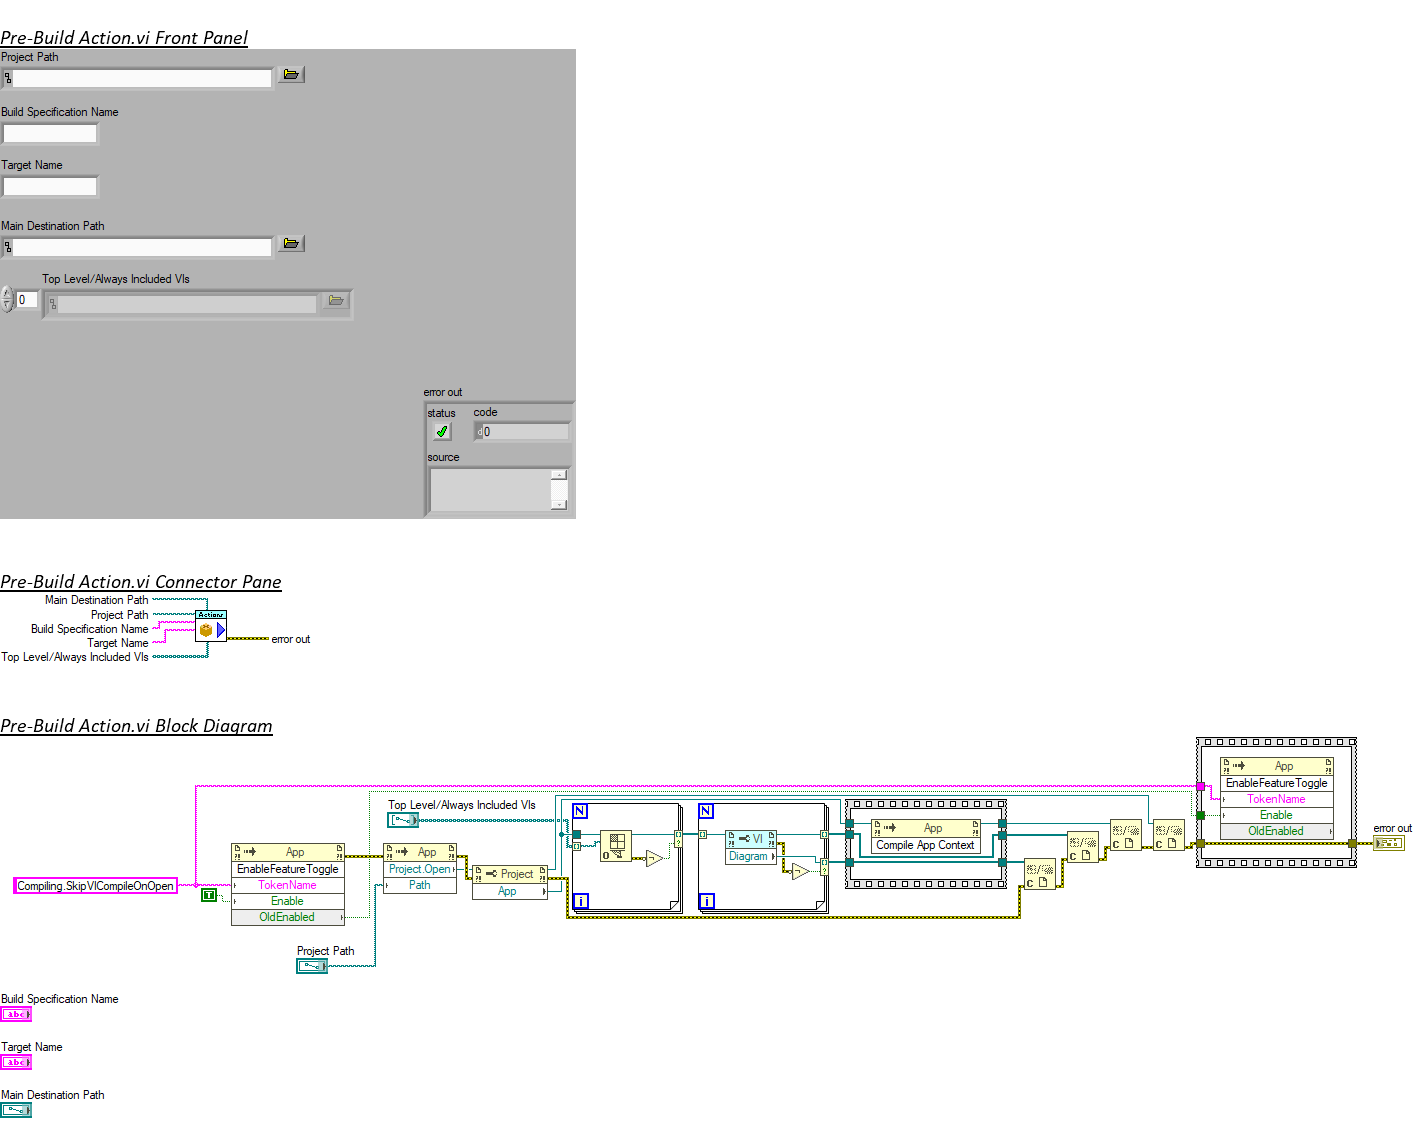 Pre-Build Action.vi Front Panel
Project Path
Build Specification Name
Target Name
Main Destination Path
Top Level/Always Included VIs
0
error out
status
code
d0
source
Pre-Build Action.vi Connector Pane
Main Destination Path
Project Path
Build Specification Name
Target Name
Top Level/Always Included VIs
Actions
error out
Pre-Build Action.vi Block Diagram
Compiling.SkipVICompileOnOpen
T
App
EnableFeatureToggle
TokenName
Enable
OldEnabled
Project Path
Top Level/Always Included VIs
App
Project.Open
Path
Project
App
N
i
N
VI
Diagram
i
App
Compile App Context
C
C
C
C
App
EnableFeatureToggle
TokenName
Enable
OldEnabled
error out
Build Specification Name
abc
Target Name
abc
Main Destination Path